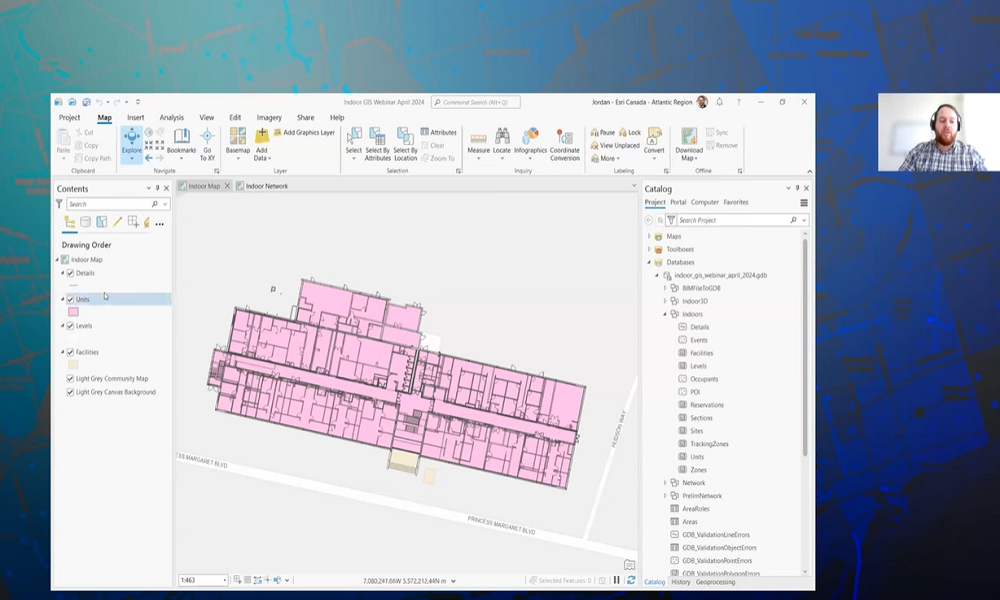 Indoor GIS Webinar April 2024
Command Search (Alt+Q)
Jordan - Esri Canada - Atlantic Region
?
Project
Map
Insert
Analysis
View
Edit
Imagery
Share
Help
Paste
Cut
Copy
Copy Path
Clipboard
Explore
Bookmarks
Go To XY
Navigate
Basemap
Add Data
Add Graphics Layer
Layer
Select
Select By Attributes
Select By Location
Attributes
Clear
Zoom To
Selection
Measure
Locate
Infographics
Coordinate Conversion
Inquiry
Pause
Lock
View Unplaced
More
Convert
Labeling
Download Map
Sync
Remove
Offline
Contents
Search
Drawing Order
Indoor Map
Details
Units
Levels
Facilities
Light Grey Community Map
Light Grey Canvas Background
Indoor Map
Indoor Network
P
HUDSON WAY
ESS MARGARET BLVD
PRINCESS MARGARET BLVD
1:463
7,080,241.66W 5,572,212.44N m
Selected Features: 0
Catalog
Project
Portal
Computer
Favorites
Search Project
Maps
Toolboxes
Databases
indoor_gis_webinar_april_2024.gdb
BIMFileToGDB
Indoor3D
Indoors
Details
Events
Facilities
Levels
Occupants
POI
Reservations
Sections
Sites
TrackingZones
Units
Zones
Network
PrelimNetwork
AreaRoles
Areas
GDB_ValidationLineErrors
GDB_ValidationObjectErrors
GDB_ValidationPointErrors
GDB_ValidationPolygonErrors
Catalog
History
Geoprocessing